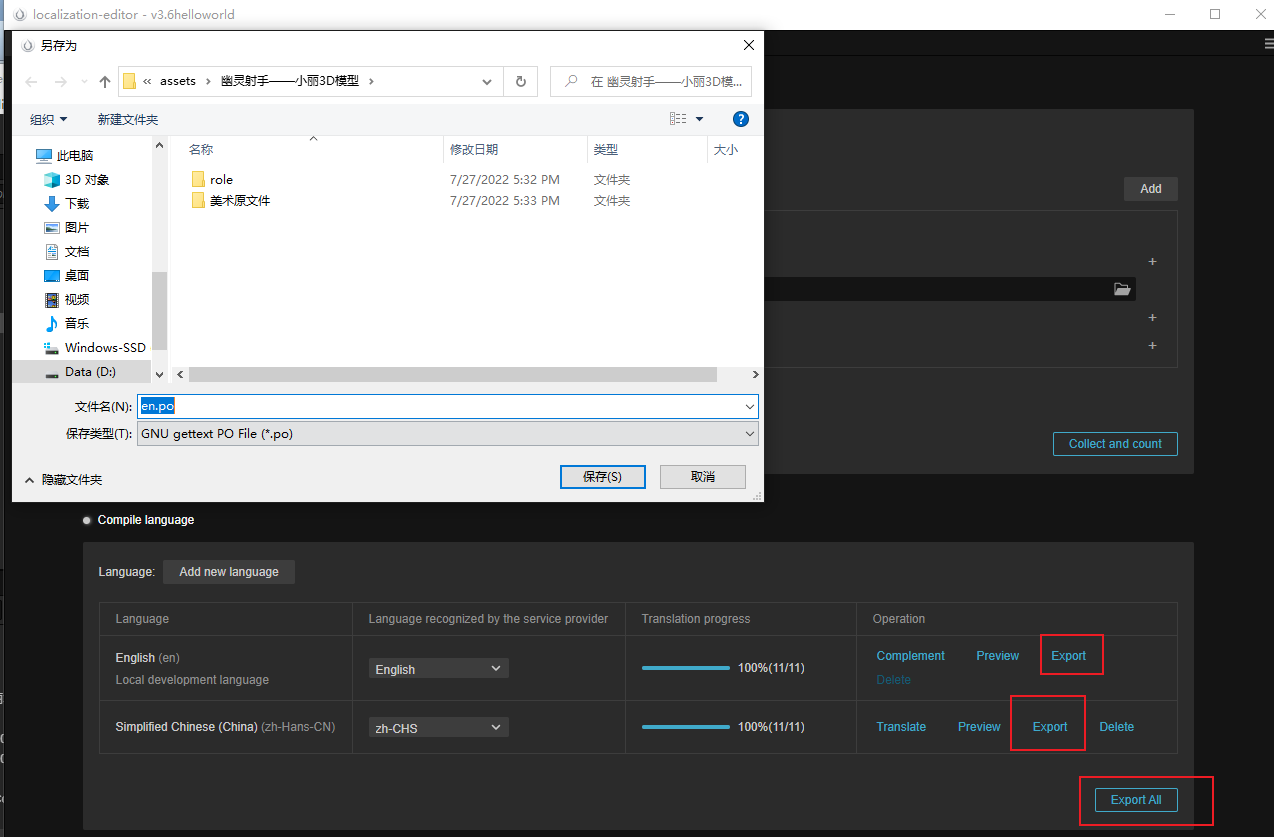 localization-editor - v3.6helloworld
另存为
« assets › 幽灵射手——小丽3D模型 ›
在 幽灵射手——小丽3D模...
组织 新建文件夹
名称 修改日期 类型 大小
此电脑
3D 对象
下载
图片
文档
桌面
视频
音乐
Windows-SSD
Data (D:)
role 7/27/2022 5:32 PM 文件夹
美术原文件 7/27/2022 5:33 PM 文件夹
文件名(N): en.po
保存类型(T): GNU gettext PO File (*.po)
隐藏文件夹 保存(S) 取消
Add
+
+
+
Collect and count
Compile language
Language: Add new language
Language Language recognized by the service provider Translation progress Operation
English (en) English 100%(11/11) Complement Preview Export
Local development language Delete
Simplified Chinese (China) (zh-Hans-CN) zh-CHS 100%(11/11) Translate Preview Export Delete
Export All